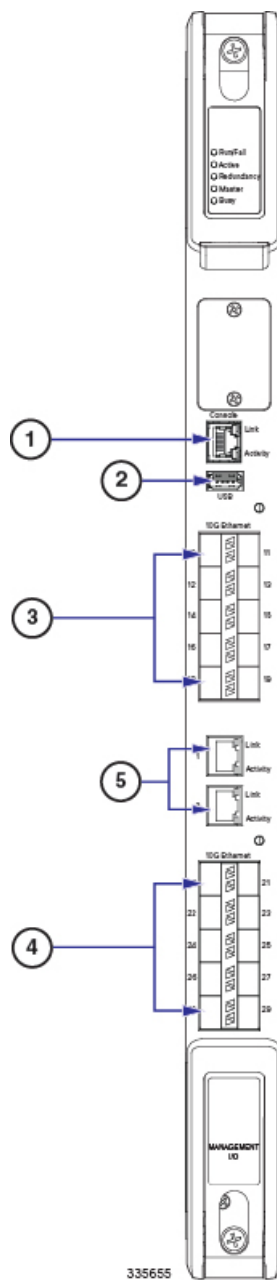 Run/Fail
Active
Redundancy
Master
Busy
Console
Link
1
Activity
2
USB
10G Ethernet
11
12 13
3
14 15
16 17
19
Link
1
5
Activity
Link
Activity
10G Ethernet
21
22 23
4
24 25
26 27
29
MANAGEMENT
I/O
335655